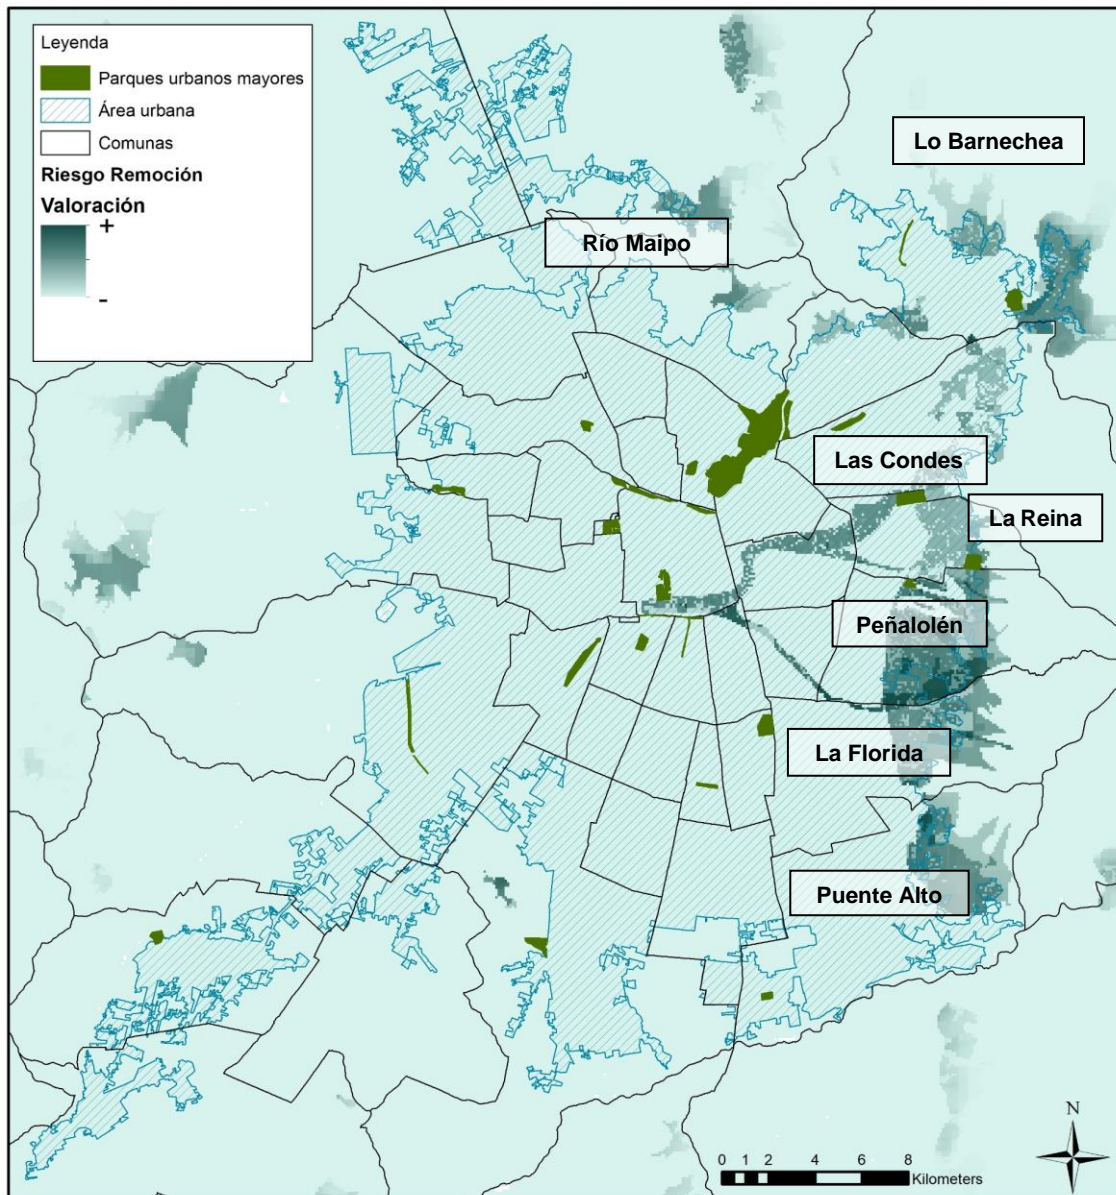 Leyenda
Parques urbanos mayores
Área urbana
Comunas
Riesgo Remoción
Valoración
+
-
Lo Barnechea
Río Maipo
Las Condes
La Reina
Peñalolén
La Florida
Puente Alto
N
0 1 2 4 6 8
Kilometers